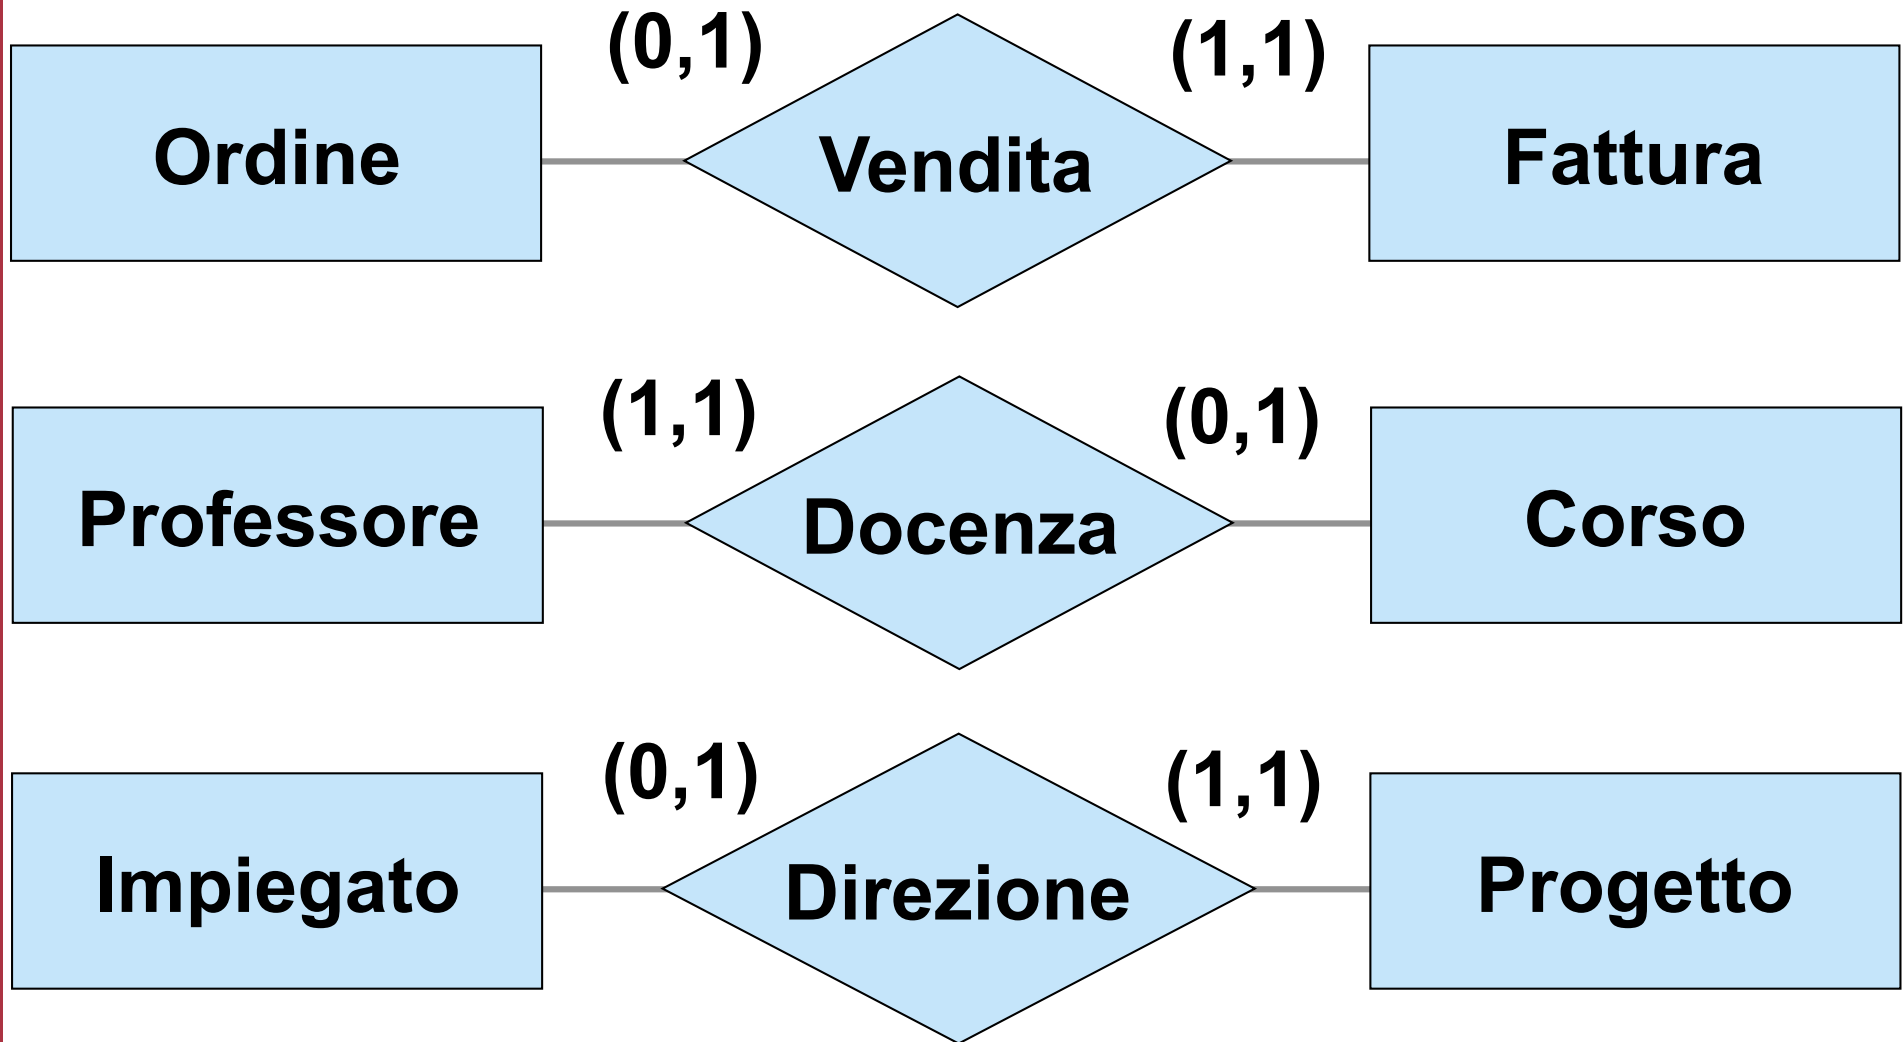 (0,1) (1,1)
Ordine Vendita Fattura
(1,1) (0,1)
Professore Docenza Corso
(0,1) (1,1)
Impiegato Direzione Progetto